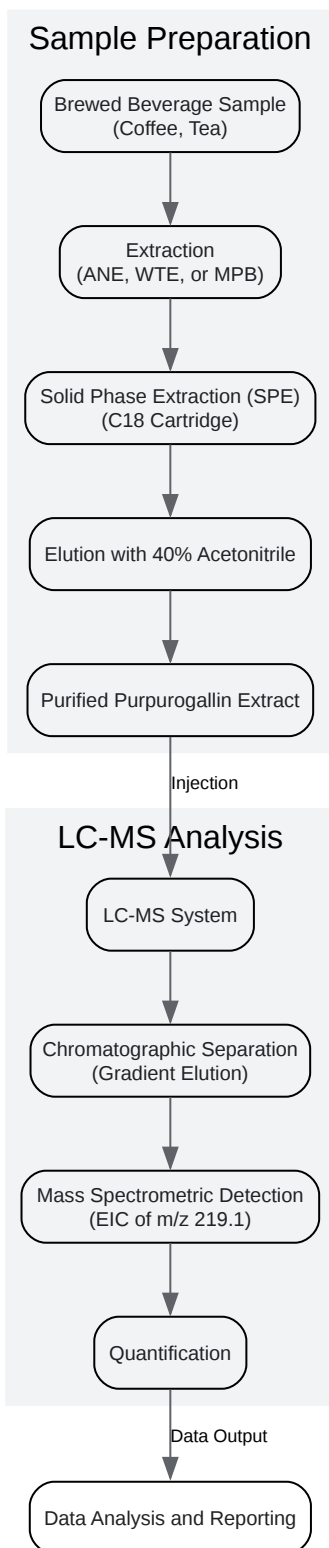 Sample Preparation
Brewed Beverage Sample
(Coffee, Tea)
Extraction
(ANE, WTE, or MPB)
Solid Phase Extraction (SPE)
(C18 Cartridge)
Elution with 40% Acetonitrile
Purified Purpurogallin Extract
Injection
LC-MS Analysis
LC-MS System
Chromatographic Separation
(Gradient Elution)
Mass Spectrometric Detection
(EIC of m/z 219.1)
Quantification
Data Output
Data Analysis and Reporting